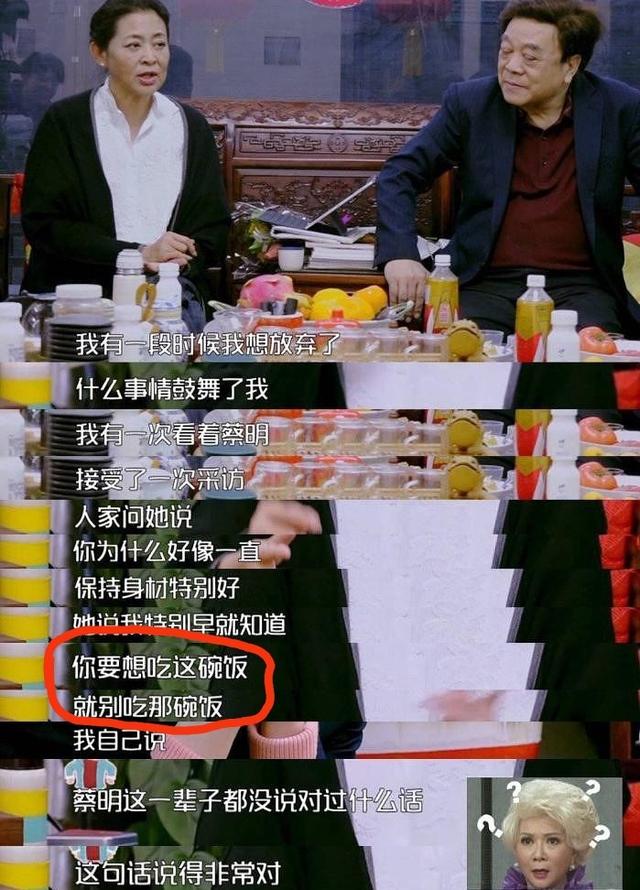 我有一段时候我想放弃了
什么事情鼓舞了我
我有一次看着蔡明
接受了一次采访
人家问她说
你为什么好像一直
保持身材特别好
她说我特别早就知道
你要想吃这碗饭
就别吃那碗饭
我自己说
蔡明这一辈子都没说对过什么话
? ? ? ?
这句话说得非常对